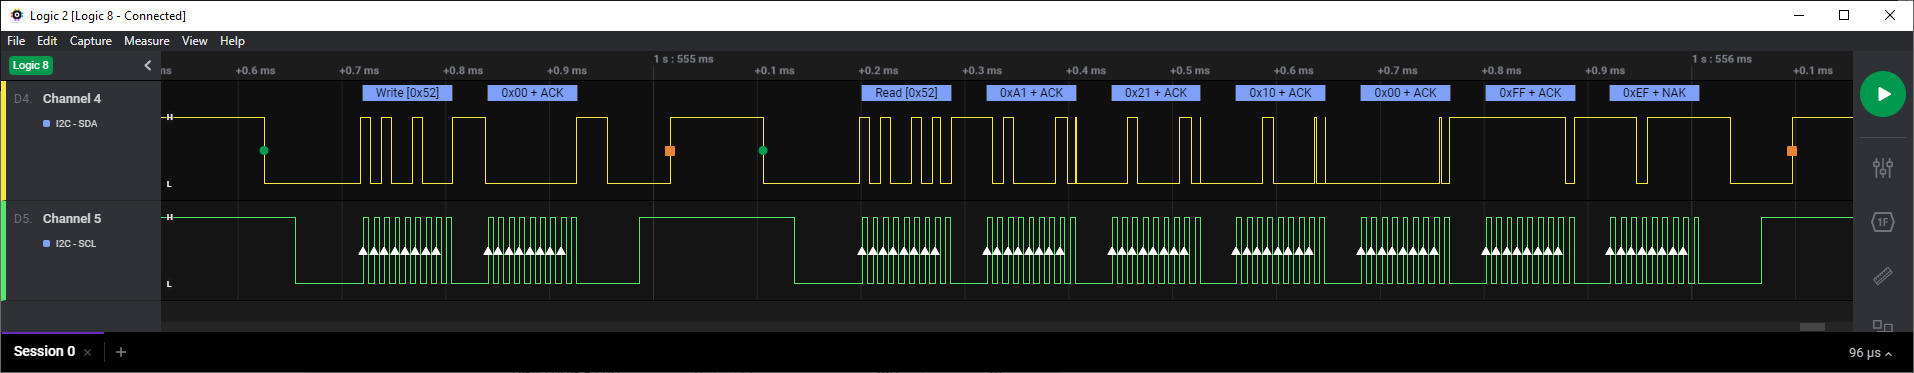 Logic 2 [Logic 8 - Connected]
File Edit Capture Measure View Help
Logic 8
ms +0.6 ms +0.7 ms +0.8 ms +0.9 ms 1 s : 555 ms +0.1 ms +0.2 ms +0.3 ms +0.4 ms +0.5 ms +0.6 ms +0.7 ms +0.8 ms +0.9 ms 1 s : 556 ms +0.1 ms
D4. Channel 4
I2C - SDA
Write [0x52] 0x00 + ACK Read [0x52] 0xA1 + ACK 0x21 + ACK 0x10 + ACK 0x00 + ACK 0xFF + ACK 0xEF + NAK
H
L
D5. Channel 5
I2C - SCL
H
L
1F
Session 0
96 µs